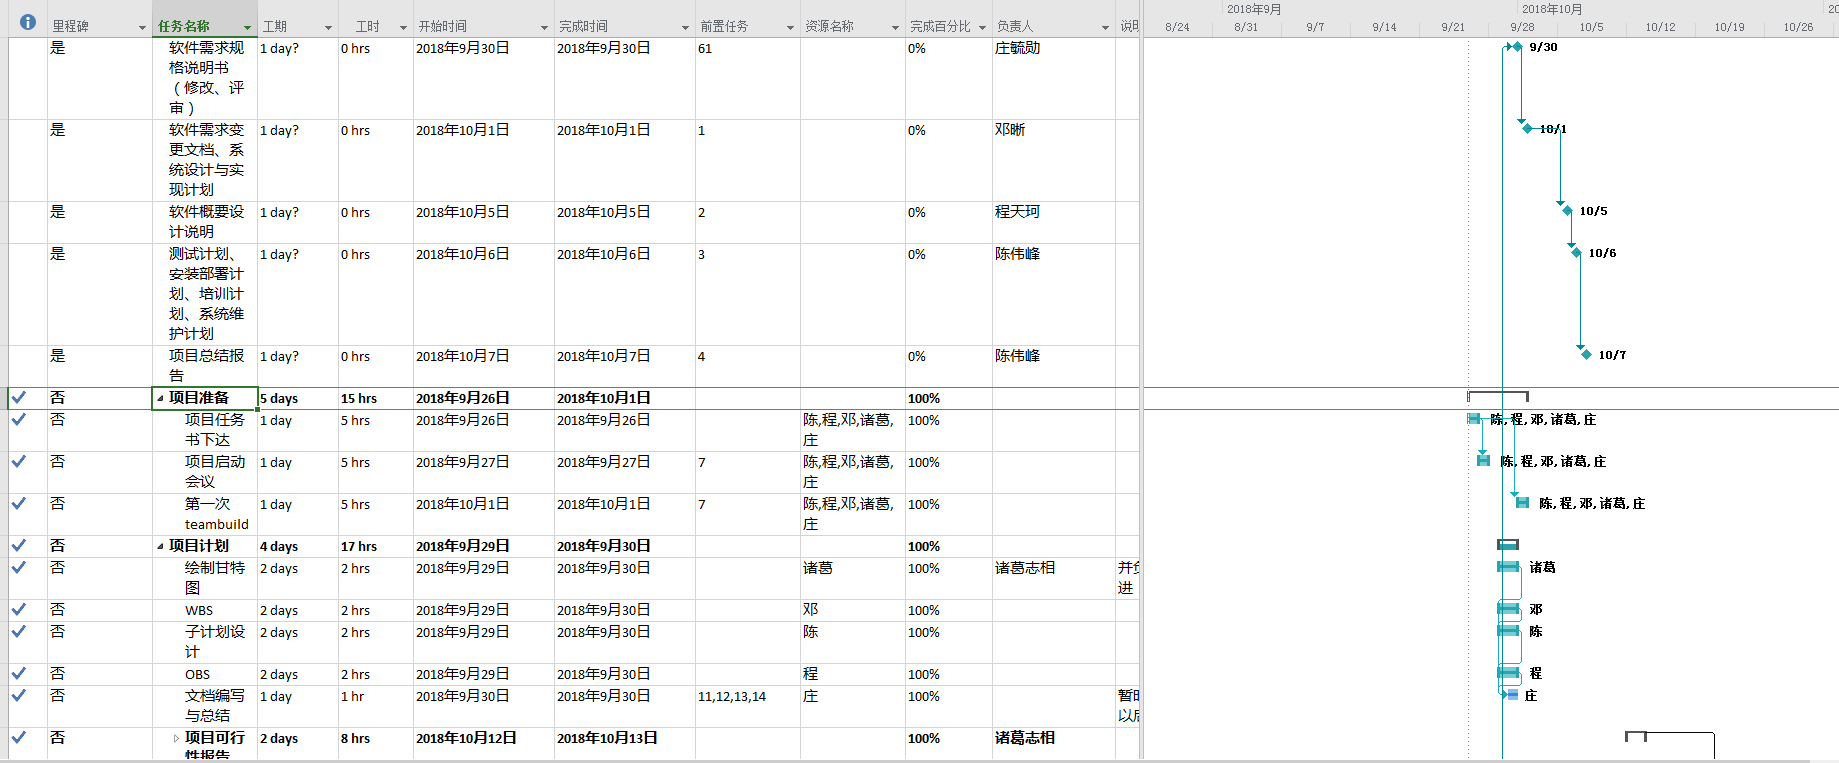 里程碑 任务名称 工期 工时 开始时间 完成时间 前置任务 资源名称 完成百分比 负责人 说明
2018年9月 2018年10月 20
8/24 8/31 9/7 9/14 9/21 9/28 10/5 10/12 10/19 10/26
是 软件需求规 1 day? 0 hrs 2018年9月30日 2018年9月30日 61 0% 庄毓勋 9/30
格说明书
（修改、评
审）
是 软件需求变 1 day? 0 hrs 2018年10月1日 2018年10月1日 1 0% 邓晰 10/1
更文档、系
统设计与实
现计划
是 软件概要设 1 day? 0 hrs 2018年10月5日 2018年10月5日 2 0% 程天珂 10/5
计说明
是 测试计划、 1 day? 0 hrs 2018年10月6日 2018年10月6日 3 0% 陈伟峰 10/6
安装部署计
划、培训计
划、系统维
护计划
是 项目总结报 1 day? 0 hrs 2018年10月7日 2018年10月7日 4 0% 陈伟峰 10/7
告
否 项目准备 5 days 15 hrs 2018年9月26日 2018年10月1日 100%
否 项目任务 1 day 5 hrs 2018年9月26日 2018年9月26日 陈,程,邓,诸葛, 100% 陈,程,邓,诸葛,庄
书下达 庄
否 项目启动 1 day 5 hrs 2018年9月27日 2018年9月27日 7 陈,程,邓,诸葛, 100% 陈,程,邓,诸葛,庄
会议 庄
否 第一次 1 day 5 hrs 2018年10月1日 2018年10月1日 7 陈,程,邓,诸葛, 100% 陈,程,邓,诸葛,庄
teambuild 庄
否 项目计划 4 days 17 hrs 2018年9月29日 2018年9月30日 100%
否 绘制甘特 2 days 2 hrs 2018年9月29日 2018年9月30日 诸葛 100% 诸葛志相 并负 诸葛
图 进
否 WBS 2 days 2 hrs 2018年9月29日 2018年9月30日 邓 100% 邓
否 子计划设 2 days 2 hrs 2018年9月29日 2018年9月30日 陈 100% 陈
计
否 OBS 2 days 2 hrs 2018年9月29日 2018年9月30日 程 100% 程
否 文档编写 1 day 1 hr 2018年9月30日 2018年9月30日 11,12,13,14 庄 100% 暂时 庄
与总结 以后
否 项目可行 2 days 8 hrs 2018年10月12日 2018年10月13日 100% 诸葛志相
性报告